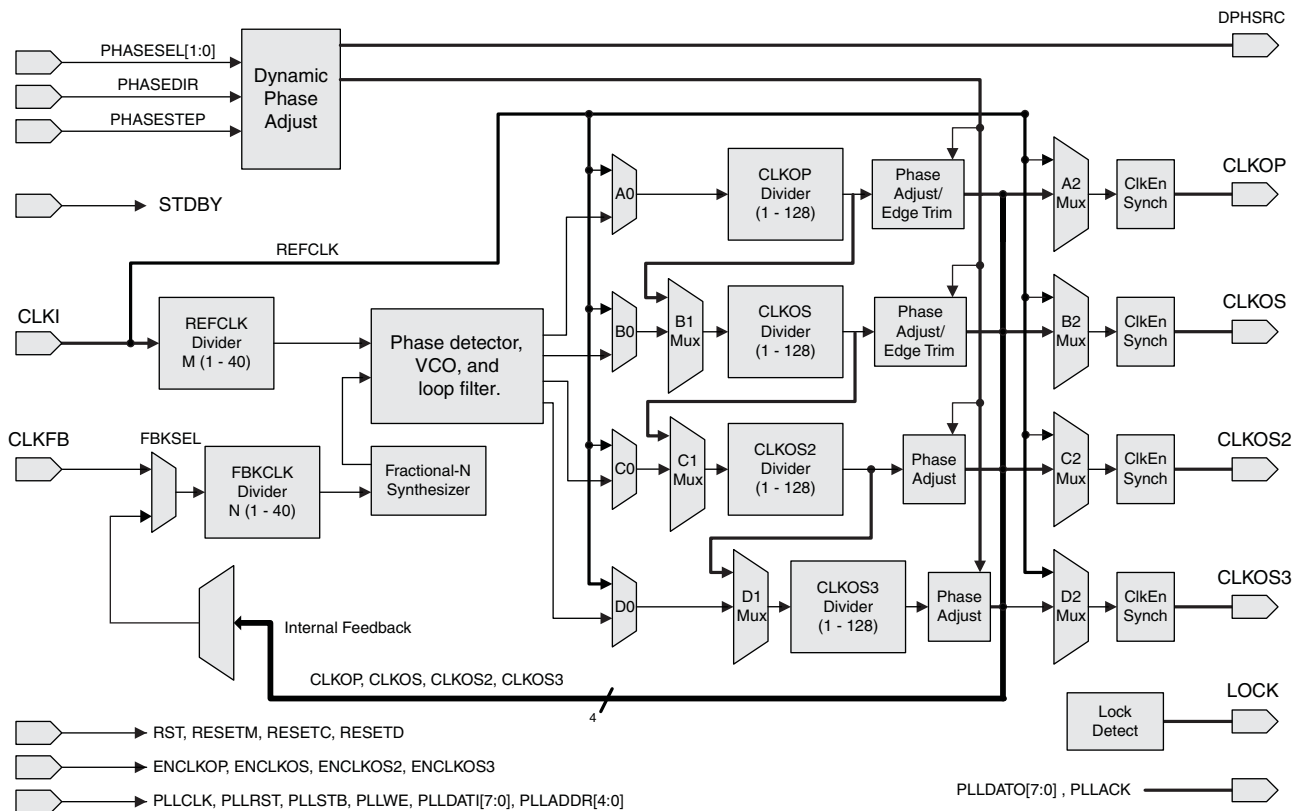 DPHSRC
PHASESEL[1:0]
PHASEDIR
PHASESTEP
Dynamic
Phase
Adjust
STDBY
REFCLK
CLKI
REFCLK
Divider
M (1 - 40)
Phase detector,
VCO, and
loop filter.
CLKFB
FBKSEL
FBKCLK
Divider
N (1 - 40)
Fractional-N
Synthesizer
A0
CLKOP
Divider
(1 - 128)
Phase
Adjust/
Edge Trim
A2
Mux
ClkEn
Synch
CLKOP
B0
B1
Mux
CLKOS
Divider
(1 - 128)
Phase
Adjust/
Edge Trim
B2
Mux
ClkEn
Synch
CLKOS
C0
C1
Mux
CLKOS2
Divider
(1 - 128)
Phase
Adjust
C2
Mux
ClkEn
Synch
CLKOS2
D0
D1
Mux
CLKOS3
Divider
(1 - 128)
Phase
Adjust
D2
Mux
ClkEn
Synch
CLKOS3
Internal Feedback
CLKOP, CLKOS, CLKOS2, CLKOS3
4
Lock
Detect
LOCK
RST, RESETM, RESETC, RESETD
ENCLKOP, ENCLKOS, ENCLKOS2, ENCLKOS3
PLLCLK, PLLRST, PLLSTB, PLLWE, PLLDATI[7:0], PLLADDR[4:0]
PLLDATO[7:0] , PLLACK